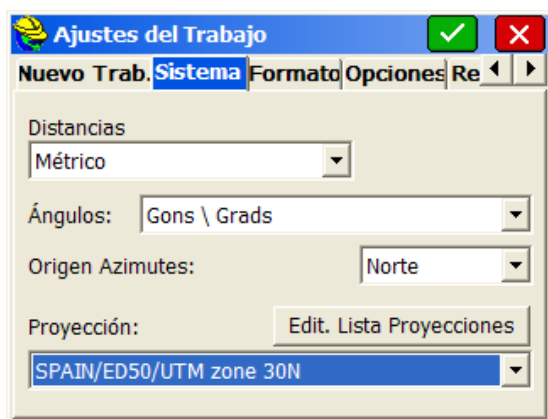 Ajustes del Trabajo
Nuevo Trab. Sistema Formato Opciones Re
Distancias
Métrico
Ángulos: Gons \ Grads
Origen Azimutes: Norte
Proyección: Edit. Lista Proyecciones
SPAIN/ED50/UTM zone 30N